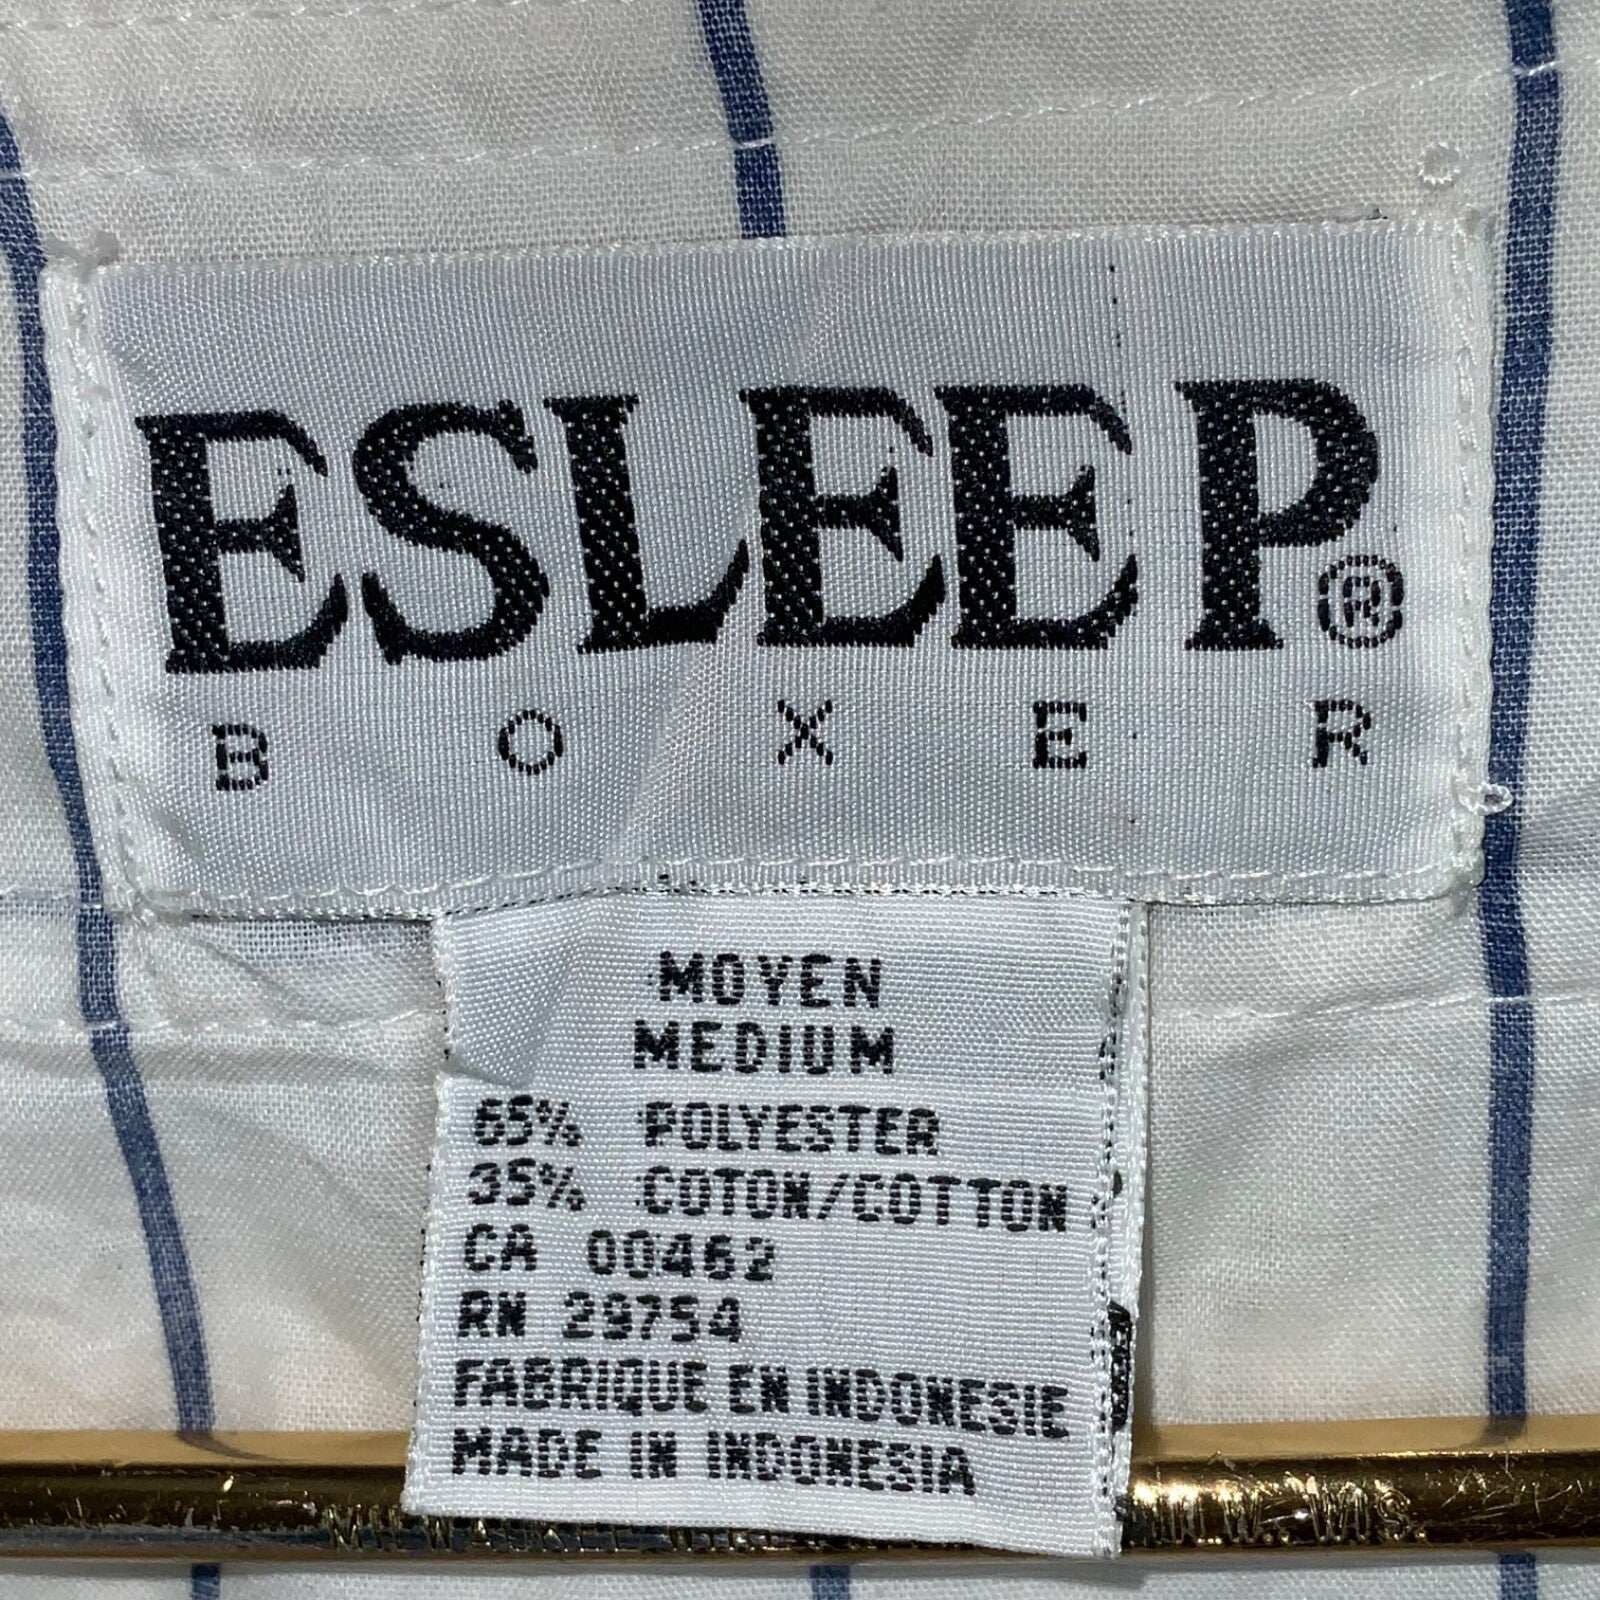 ESLEEP®
BOXER
MOYEN
MEDIUM
65% POLYESTER
35% COTON/COTTON
CA 00462
RN 29754
FABRIQUE EN INDONESIE
MADE IN INDONESIA